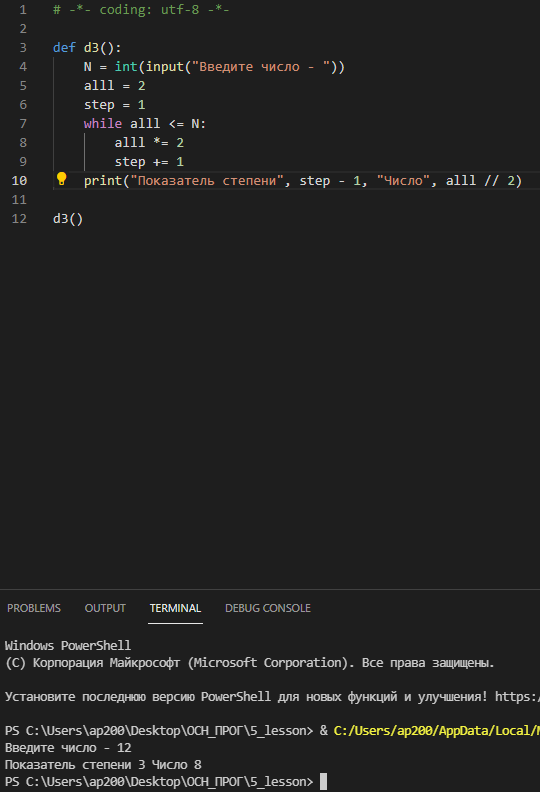 1 # -*- coding: utf-8 -*-
2
3 def d3():
4     N = int(input("Введите число - "))
5     alll = 2
6     step = 1
7     while alll <= N:
8         alll *= 2
9         step += 1
10     print("Показатель степени", step - 1, "Число", alll // 2)
11
12 d3()
PROBLEMS OUTPUT TERMINAL DEBUG CONSOLE
Windows PowerShell
(C) Корпорация Майкрософт (Microsoft Corporation). Все права защищены.
Установите последнюю версию PowerShell для новых функций и улучшения! https:/
PS C:\Users\ap200\Desktop\ОСН_ПРОГ\5_lesson> & C:/Users/ap200/AppData/Local/
Введите число - 12
Показатель степени 3 Число 8
PS C:\Users\ap200\Desktop\ОСН_ПРОГ\5_lesson>